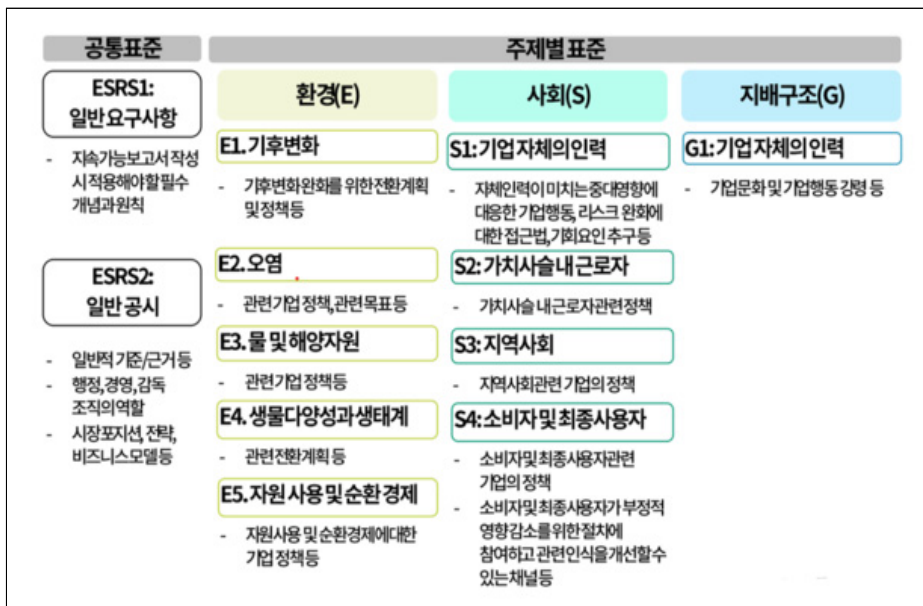 공통표준
주제별 표준
ESRS1:
일반 요구사항
- 지속가능보고서 작성
시 적용해야할 필수
개념과 원칙
ESRS2:
일반 공시
- 일반적 기준/근거 등
- 행정, 경영, 감독
조직의 역할
- 시장 포지션, 전략,
비즈니스 모델 등
환경(E)
E1. 기후변화
- 기후변화 완화를 위한 전환계획
및 정책 등
E2. 오염
- 관련 기업 정책, 관련 목표 등
E3. 물 및 해양자원
- 관련 기업 정책 등
E4. 생물다양성과 생태계
- 관련 전환계획 등
E5. 자원 사용 및 순환 경제
- 자원사용 및 순환경제에 대한
기업 정책 등
사회(S)
S1: 기업 자체의 인력
- 자체 인력이 미치는 중대 영향에
대응한 기업 행동, 리스크 완화에
대한 접근법, 기회요인 추구 등
S2: 가치사슬 내 근로자
- 가치사슬 내 근로자 관련 정책
S3: 지역사회
- 지역사회 관련 기업의 정책
S4: 소비자 및 최종사용자
- 소비자 및 최종사용자 관련
기업의 정책
- 소비자 및 최종사용자가 부정적
영향 감소를 위한 절차에
참여하고 관련 인식을 개선할 수
있는 채널 등
지배구조(G)
G1: 기업 자체의 인력
- 기업문화 및 기업행동 강령 등